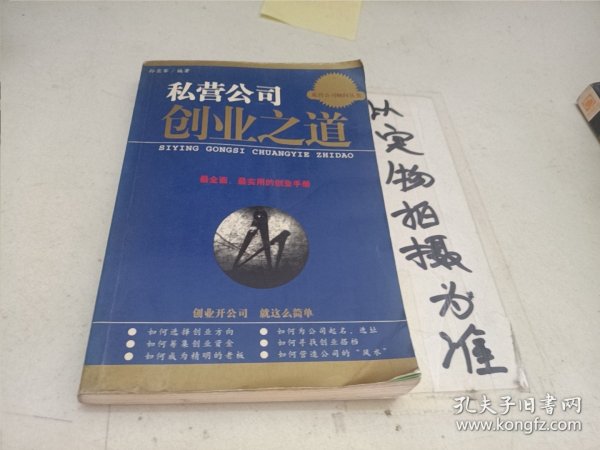 编著
私营公司
创业之道
SIYING GONGSI CHUANGYIE ZHIDAO
最全面、最实用的创业手册
创业开公司 就这么简单
如何选择创业方向
如何筹集创业资金
如何成为精明的老板
如何为公司起名、选址
如何寻找创业搭档
如何营造公司的“风水”
以实物拍摄为准
孔夫子旧书网
www.kongfz.com